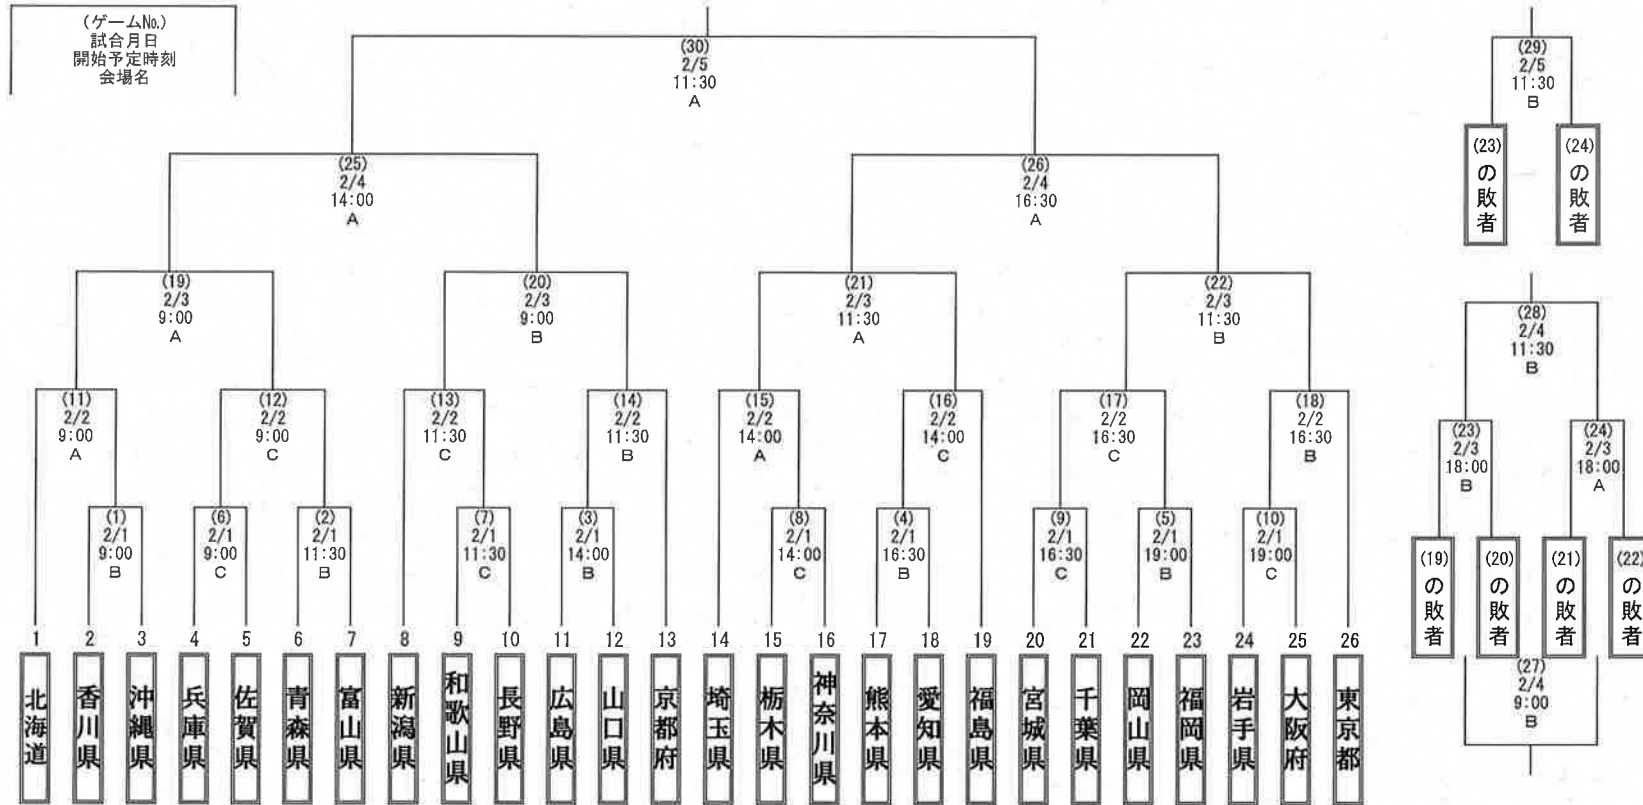 (ゲームNo.)
試合月日
開始予定時刻
会場名
(30)
2/5
11:30
A
(29)
2/5
11:30
B
(23)の敗者
(24)の敗者
(25)
2/4
14:00
A
(26)
2/4
16:30
A
(19)
2/3
9:00
A
(20)
2/3
9:00
B
(21)
2/3
11:30
A
(22)
2/3
11:30
B
(28)
2/4
11:30
B
(11)
2/2
9:00
A
(12)
2/2
9:00
C
(13)
2/2
11:30
C
(14)
2/2
11:30
B
(15)
2/2
14:00
A
(16)
2/2
14:00
C
(17)
2/2
16:30
C
(18)
2/2
16:30
B
(23)
2/3
18:00
B
(24)
2/3
18:00
A
(1)
2/1
9:00
B
(6)
2/1
9:00
C
(2)
2/1
11:30
B
(7)
2/1
11:30
C
(3)
2/1
14:00
B
(8)
2/1
14:00
C
(4)
2/1
16:30
B
(9)
2/1
16:30
C
(5)
2/1
19:00
B
(10)
2/1
19:00
C
(19)の敗者
(20)の敗者
(21)の敗者
(22)の敗者
(27)
2/4
9:00
B
1 北海道
2 香川県
3 沖縄県
4 兵庫県
5 佐賀県
6 青森県
7 富山県
8 新潟県
9 和歌山県
10 長野県
11 広島県
12 山口県
13 京都府
14 埼玉県
15 栃木県
16 神奈川県
17 熊本県
18 愛知県
19 福島県
20 宮城県
21 千葉県
22 岡山県
23 福岡県
24 岩手県
25 大阪府
26 東京都